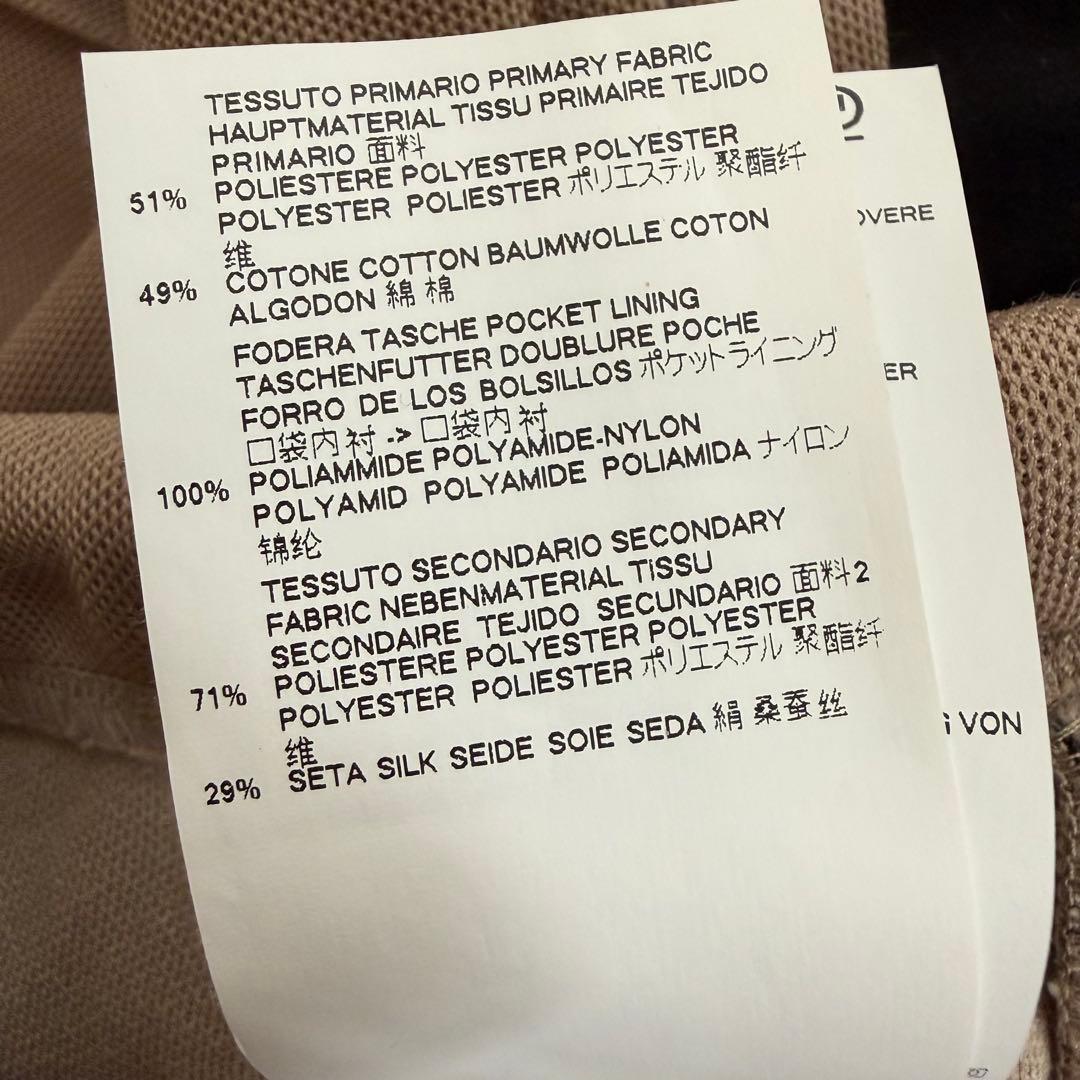 TESSUTO PRIMARIO PRIMARY FABRIC
HAUPTMATERIAL TISSU PRIMAIRE TEJIDO
PRIMARIO 面料
51% POLIESTERE POLYESTER POLYESTER
POLYESTER POLIESTER ポリエステル 聚酯纤
维
49% COTONE COTTON BAUMWOLLE COTON
ALGODON 綿 棉
FODERA TASCHE POCKET LINING
TASCHENFUTTER DOUBLURE POCHE
FORRO DE LOS BOLSILLOS ポケットライニング
口袋内衬 -> 口袋内衬
100% POLIAMMIDE POLYAMIDE-NYLON
POLYAMID POLYAMIDE POLIAMIDA ナイロン
锦纶
TESSUTO SECONDARIO SECONDARY
FABRIC NEBENMATERIAL TISSU
SECONDAIRE TEJIDO SECUNDARIO 面料2
71% POLIESTERE POLYESTER POLYESTER
POLYESTER POLIESTER ポリエステル 聚酯纤
维
29% SETA SILK SEIDE SOIE SEDA 絹 桑蚕丝
OVERE
ER
G VON